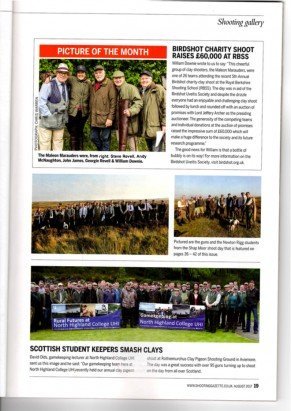 Shooting gallery
PICTURE OF THE MONTH
The Malson Marauders were, from right, Steve Revell, Andy
McNaughton, John James, Georgie Rovell & William Downie.
BIRDSHOT CHARITY SHOOT
RAISES £60,000 AT RBSS
William Downie wrote in to us to say: "This cheerful
group of clay shooters, the Malson Marauders, were
one of 26 teams attending the recent 5th Annual
Birdshot charity clay shoot at the Royal Berkshire
Shooting School (RBSS). The day was in aid of the
Birdshot Uveitis Society and despite the drizzle
everyone had an enjoyable and challenging clay shoot,
followed by lunch and rounded off with an auction of
promises with Lord Jeffrey Archer as the presiding
auctioneer. The generosity of the competing teams
and individual donations at the auction of promises
raised the impressive sum of £60,000 which will
make a huge difference to the society and its future
research programme."
The good news for William is that a bottle of
bubbly is on its way! For more information on the
Birdshot Uveitis Society, visit birdshot.org.uk
Pictured are the guns and the Newton Rigg students
from the Shap Moor shoot day that is featured on
pages 38 – 42 of this issue.
Rural Futures at
North Highland College UHI
Gamekeeping at
North Highland College UHI
SCOTTISH STUDENT KEEPERS SMASH CLAYS
David Olds, gamekeeping lecturer at North Highland College UHI
sent us this image and he said: "Our gamekeeping team here at
North Highland College UHI recently held our annual clay pigeon
shoot at
Clay Pigeon Shooting Ground in Inverness.
The day was a great success with over 95 guns turning up to shoot
on the day from all over Scotland.
WWW.SHOOTINGGAZETTE.CO.UK AUGUST 2017 19